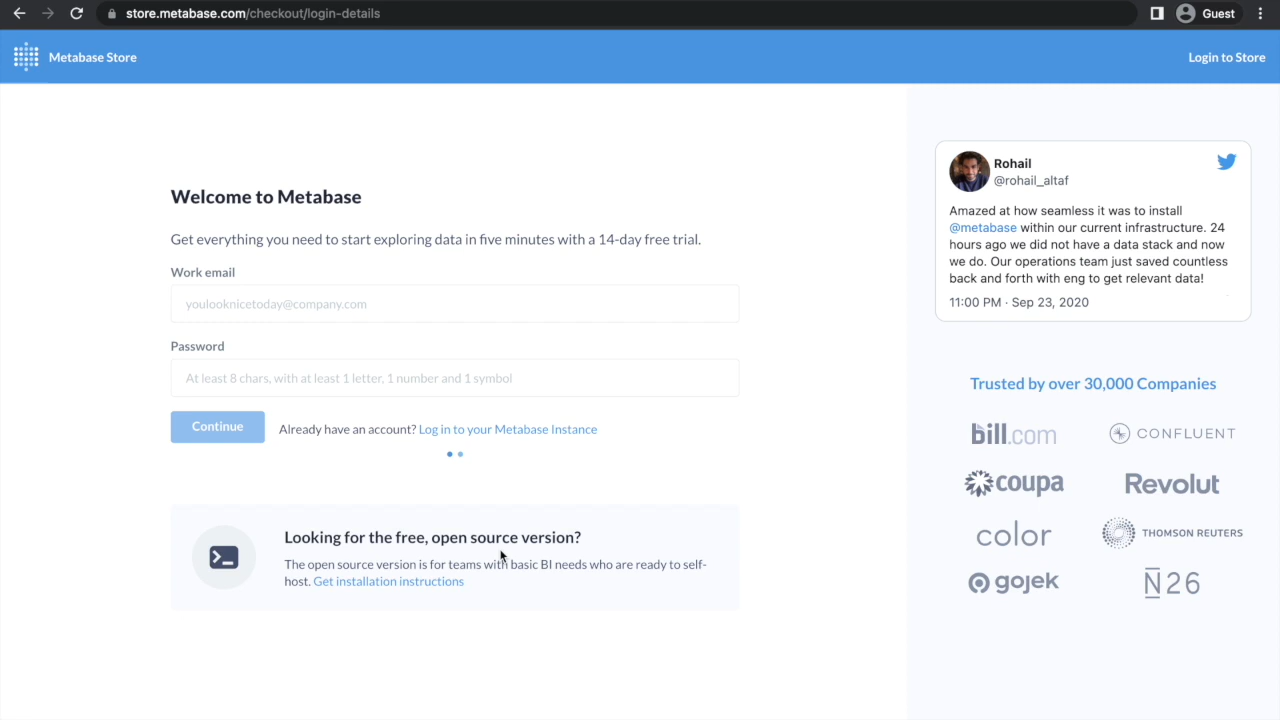 store.metabase.com/checkout/login-details
Guest
Metabase Store
Login to Store
Welcome to Metabase
Get everything you need to start exploring data in five minutes with a 14-day free trial.
Work email
youlooknicetoday@company.com
Password
At least 8 chars, with at least 1 letter, 1 number and 1 symbol
Continue
Already have an account? Log in to your Metabase Instance
Looking for the free, open source version?
The open source version is for teams with basic BI needs who are ready to self-
host. Get installation instructions
Rohail
@rohail_altaf
Amazed at how seamless it was to install
@metabase within our current infrastructure. 24
hours ago we did not have a data stack and now
we do. Our operations team just saved countless
back and forth with eng to get relevant data!
11:00 PM · Sep 23, 2020
Trusted by over 30,000 Companies
bill.com
CONFLUENT
coupa
Revolut
color
THOMSON REUTERS
gojek
N26